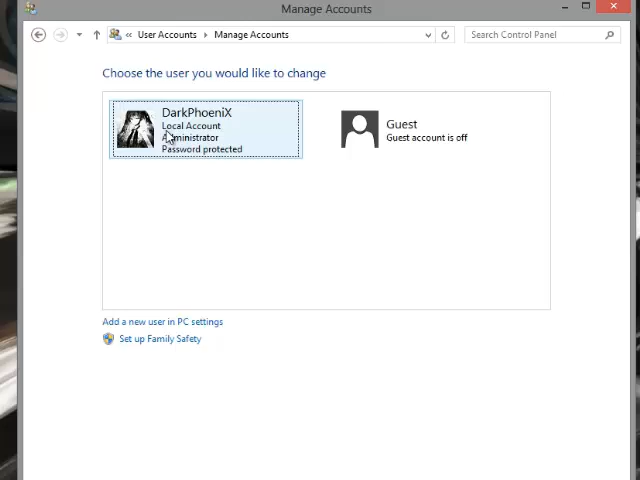 Manage Accounts
« User Accounts Manage Accounts
Search Control Panel
Choose the user you would like to change
DarkPhoeniX
Local Account
Administrator
Password protected
Guest
Guest account is off
Add a new user in PC settings
Set up Family Safety